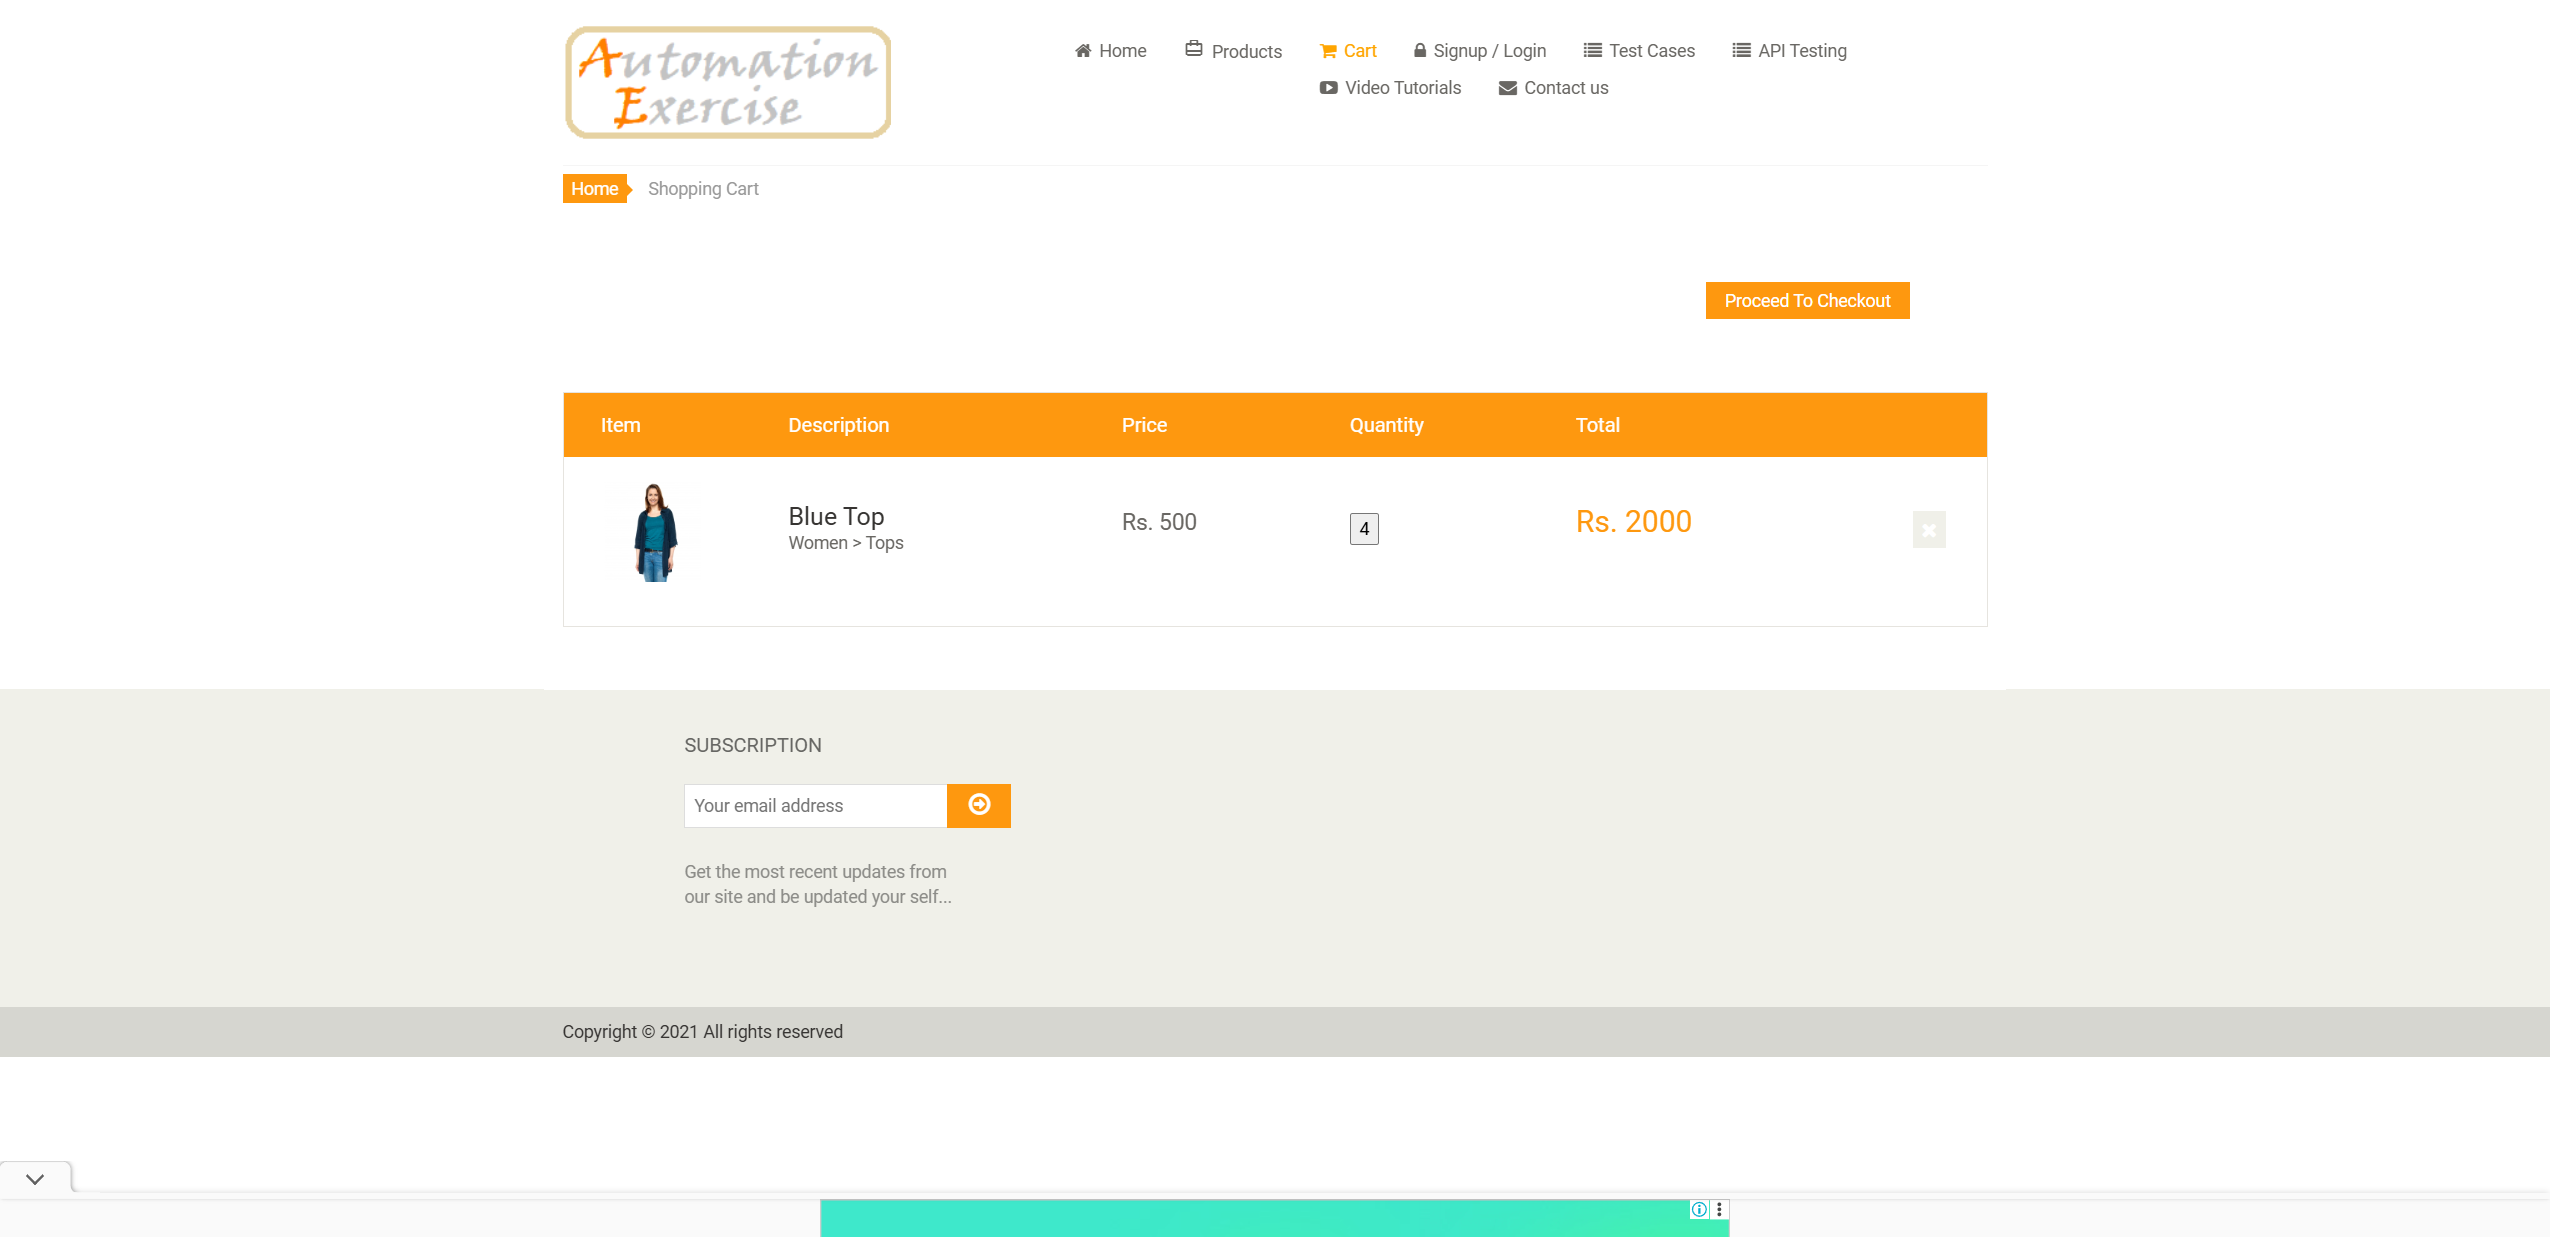 Automation
Exercise
Home Products Cart Signup / Login Test Cases API Testing
Video Tutorials Contact us
Home Shopping Cart
Proceed To Checkout
Item Description Price Quantity Total
Blue Top Rs. 500 4 Rs. 2000
Women > Tops
SUBSCRIPTION
Your email address
Get the most recent updates from
our site and be updated your self...
Copyright © 2021 All rights reserved